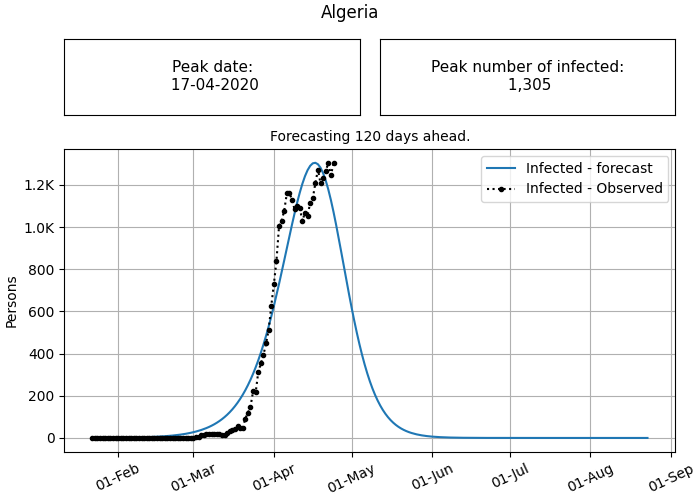 Algeria
Peak date:
17-04-2020
Peak number of infected:
1,305
Forecasting 120 days ahead.
Infected - forecast
Infected - Observed
Persons
1.2K
1.0K
800
600
400
200
0
01-Feb
01-Mar
01-Apr
01-May
01-Jun
01-Jul
01-Aug
01-Sep